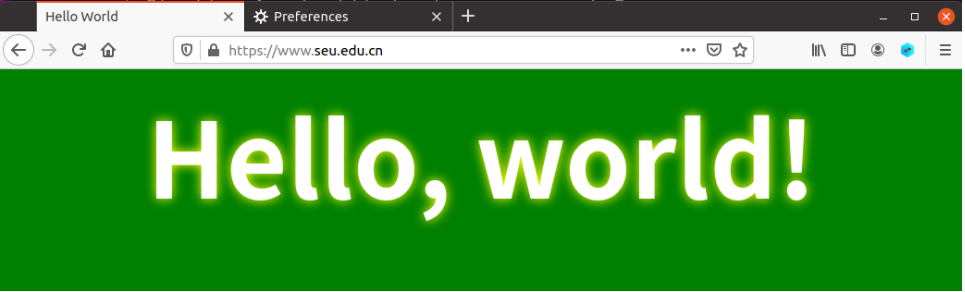 Hello World
Preferences
https://www.seu.edu.cn
Hello, world!